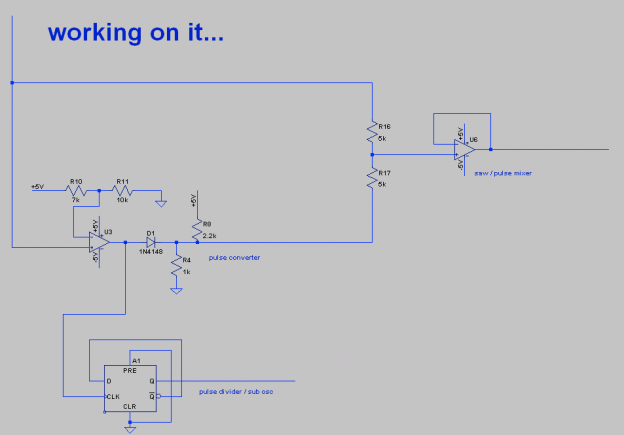 working on it...
R16
5k
+5V
U6
-5V
saw / pulse mixer
R17
5k
R10
R11
+5V
7k
10k
+5V
R8
2.2k
+5V
U3
-5V
D1
1N4148
R4
1k
pulse converter
A1
PRE
D
Q
CLK
Q
CLR
pulse divider / sub osc